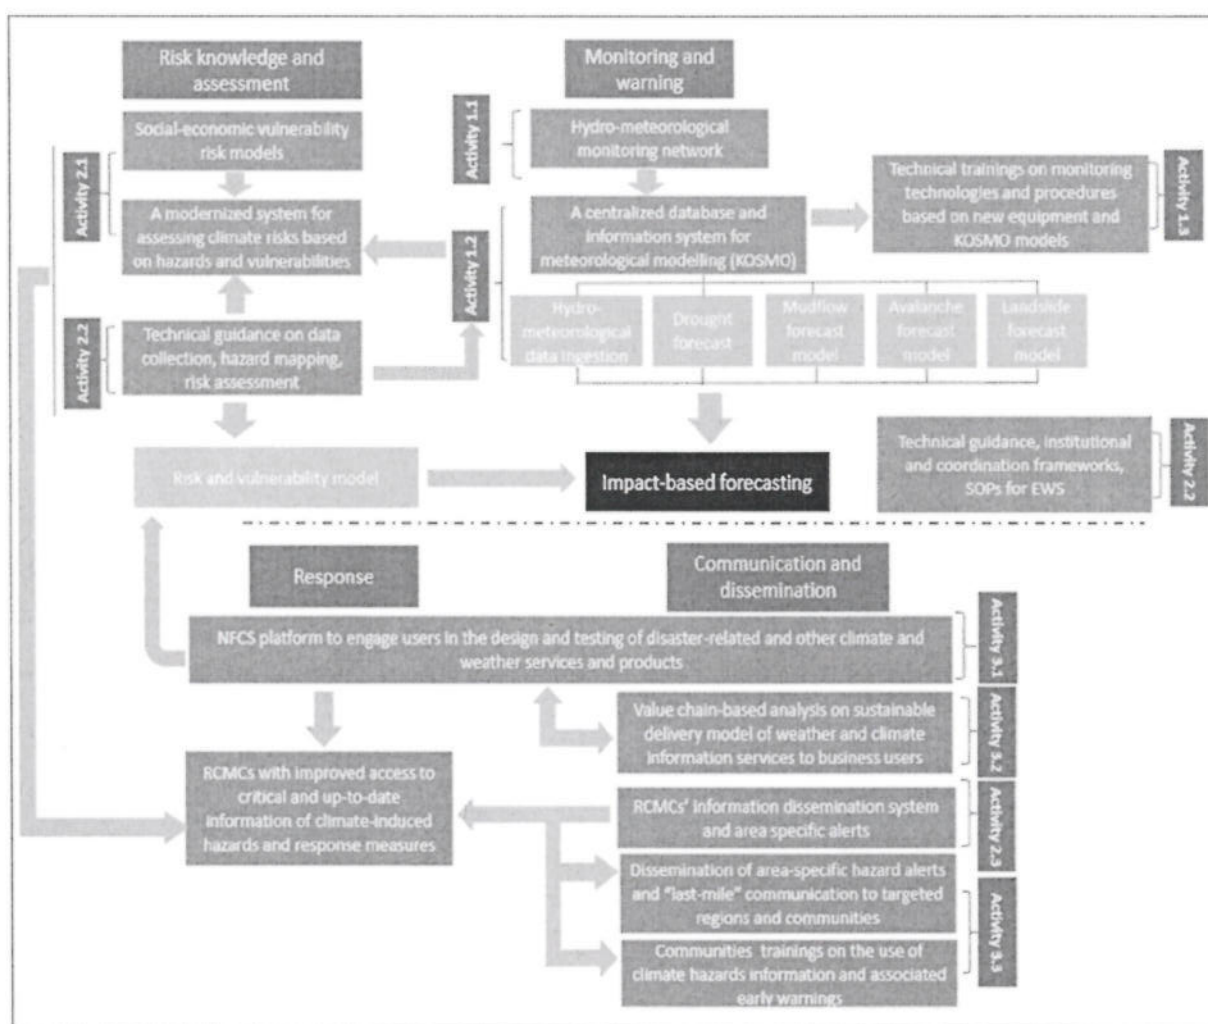 Risk knowledge and
assessment
Social-economic vulnerability
risk models
Activity 2.1
A modernized system for
assessing climate risks based
on hazards and vulnerabilities
Activity 2.2
Technical guidance on data
collection, hazard mapping,
risk assessment
Risk and vulnerability model
Monitoring and
warning
Activity 1.1
Hydro-meteorological
monitoring network
Activity 1.2
A centralized database and
information system for
meteorological modelling (KOSMO)
Technical trainings on monitoring
technologies and procedures
based on new equipment and
KOSMO models
Activity 1.3
Hydro-
meteorological
data ingestion
Drought
forecast
Mudflow
forecast
model
Avalanche
forecast
model
Landslide
forecast
model
Impact-based forecasting
Technical guidance, institutional
and coordination frameworks,
SOPs for EWS
Activity 2.2
Response
Communication and
dissemination
NFCS platform to engage users in the design and testing of disaster-related and other climate and
weather services and products
Activity 3.1
Value chain-based analysis on sustainable
delivery model of weather and climate
information services to business users
Activity 3.2
RCMCs with improved access to
critical and up-to-date
information of climate-induced
hazards and response measures
RCMCs' information dissemination system
and area specific alerts
Activity 2.3
Dissemination of area-specific hazard alerts
and "last-mile" communication to targeted
regions and communities
Communities trainings on the use of
climate hazards information and associated
early warnings
Activity 3.3